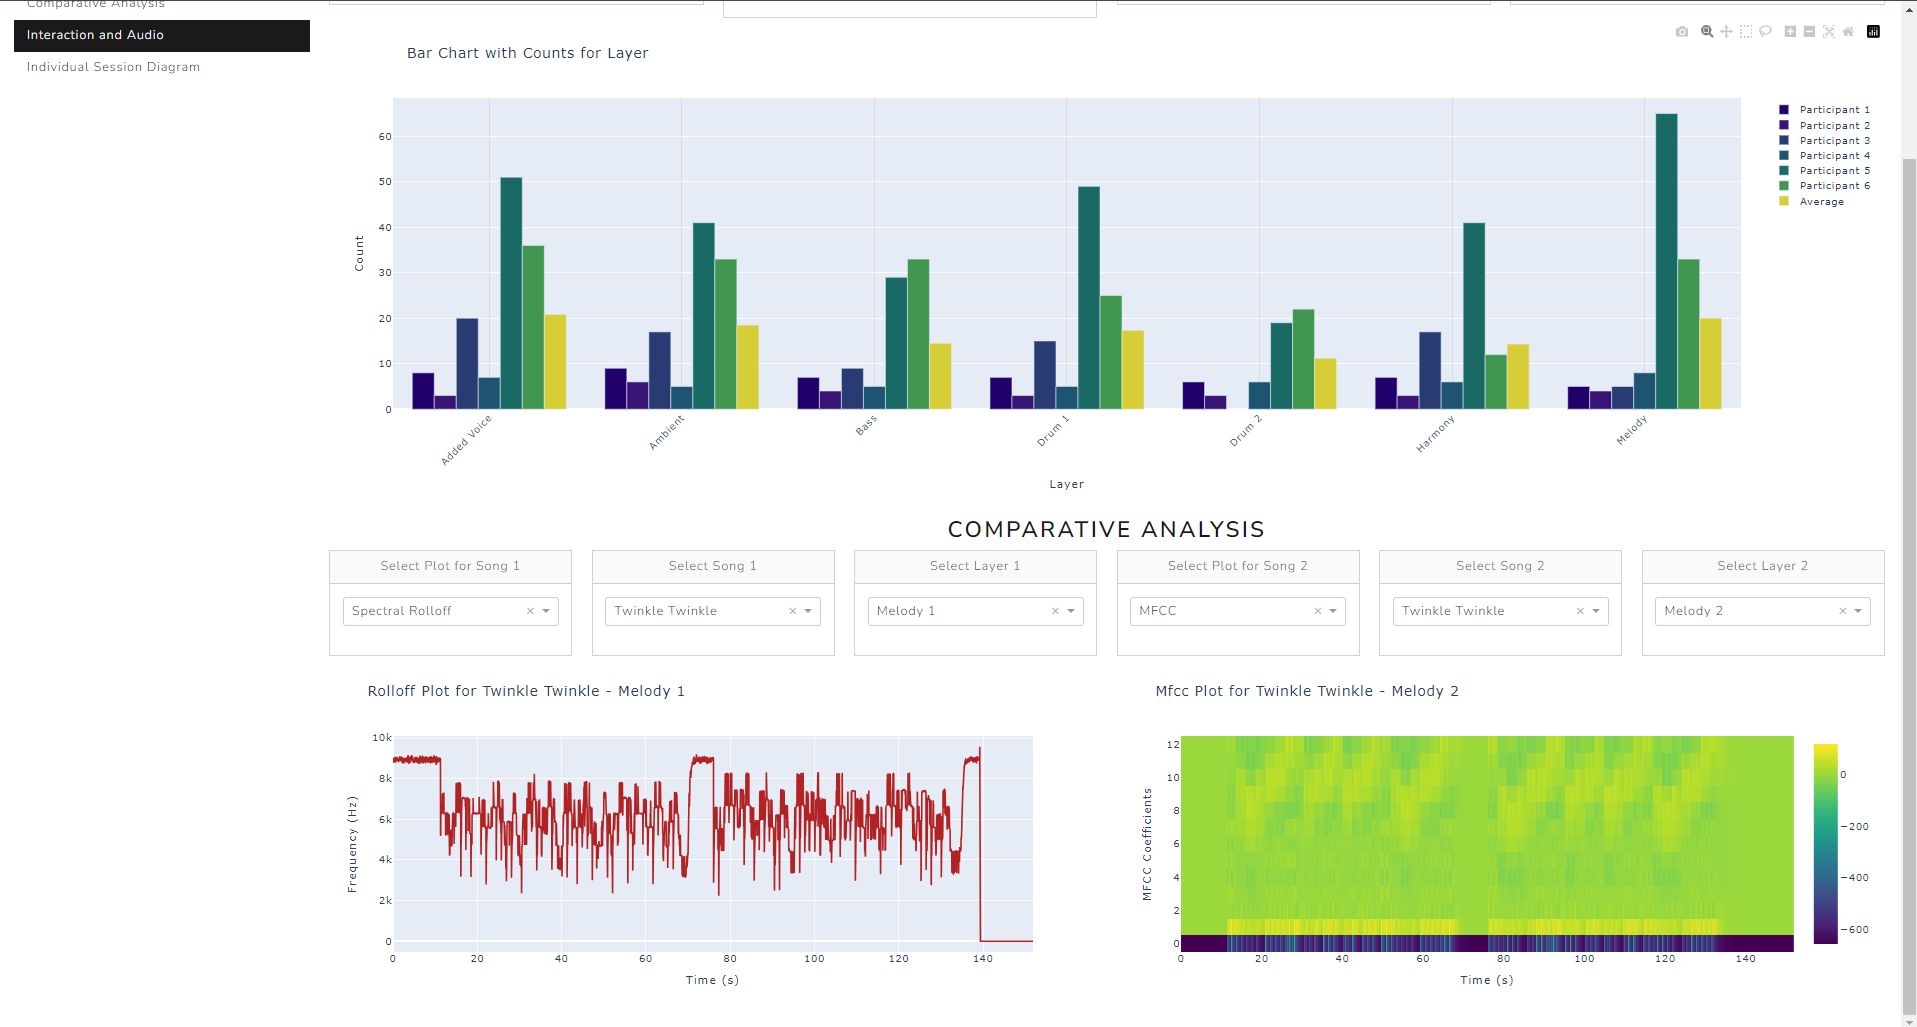 Comparative Analysis
Interaction and Audio
Individual Session Diagram
Bar Chart with Counts for Layer
Participant 1
Participant 2
Participant 3
Participant 4
Participant 5
Participant 6
Average
Count
60
50
40
30
20
10
0
Added Voice
Ambient
Bass
Drum 1
Drum 2
Harmony
Melody
Layer
COMPARATIVE ANALYSIS
Select Plot for Song 1
Spectral Rolloff
Select Song 1
Twinkle Twinkle
Select Layer 1
Melody 1
Select Plot for Song 2
MFCC
Select Song 2
Twinkle Twinkle
Select Layer 2
Melody 2
Rolloff Plot for Twinkle Twinkle - Melody 1
Frequency (Hz)
10k
8k
6k
4k
2k
0
0 20 40 60 80 100 120 140
Time (s)
Mfcc Plot for Twinkle Twinkle - Melody 2
MFCC Coefficients
12
10
8
6
4
2
0
0 20 40 60 80 100 120 140
Time (s)
0
−200
−400
−600